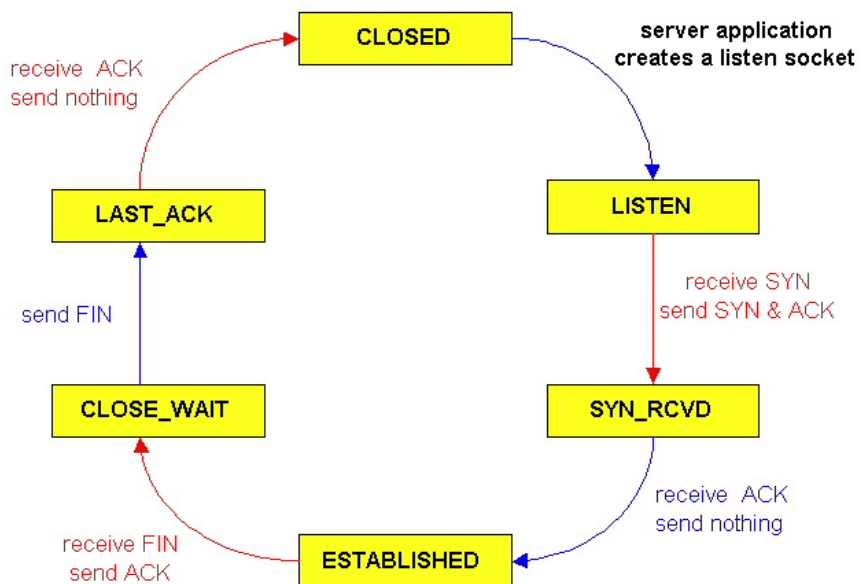 CLOSED
server application
creates a listen socket
receive ACK
send nothing
LAST_ACK
LISTEN
receive SYN
send SYN & ACK
send FIN
CLOSE_WAIT
SYN_RCVD
receive ACK
send nothing
receive FIN
send ACK
ESTABLISHED